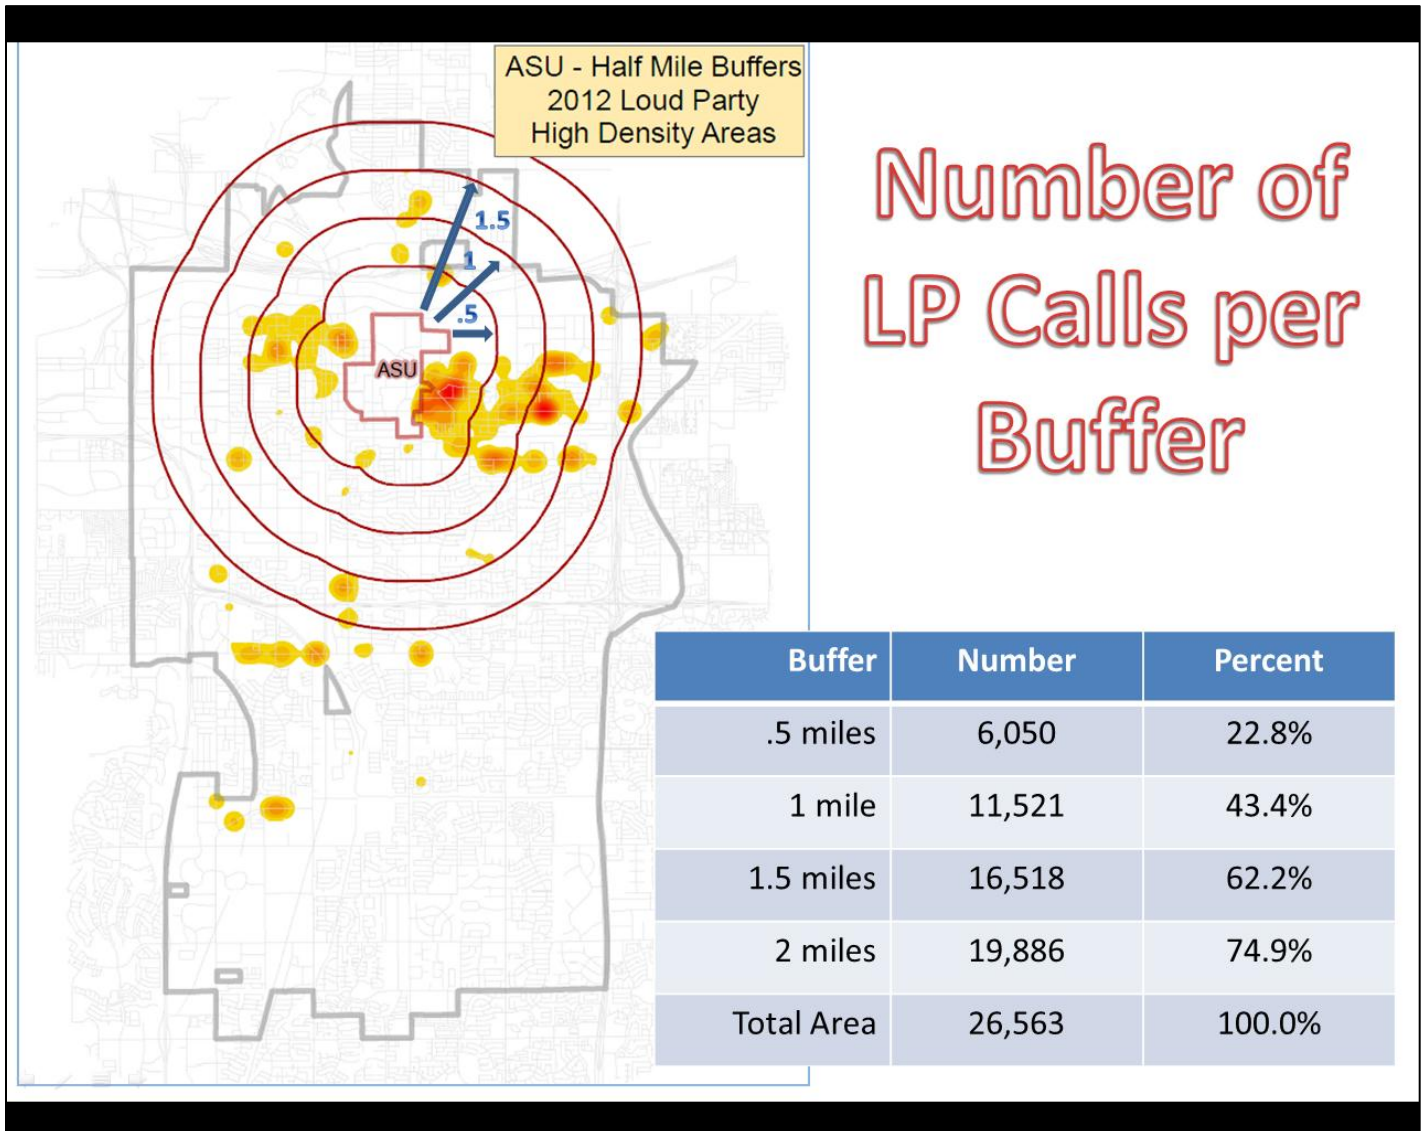 ASU - Half Mile Buffers
2012 Loud Party
High Density Areas
Number of
LP Calls per
Buffer
1.5
1
.5
ASU
Buffer Number Percent
.5 miles 6,050 22.8%
1 mile 11,521 43.4%
1.5 miles 16,518 62.2%
2 miles 19,886 74.9%
Total Area 26,563 100.0%